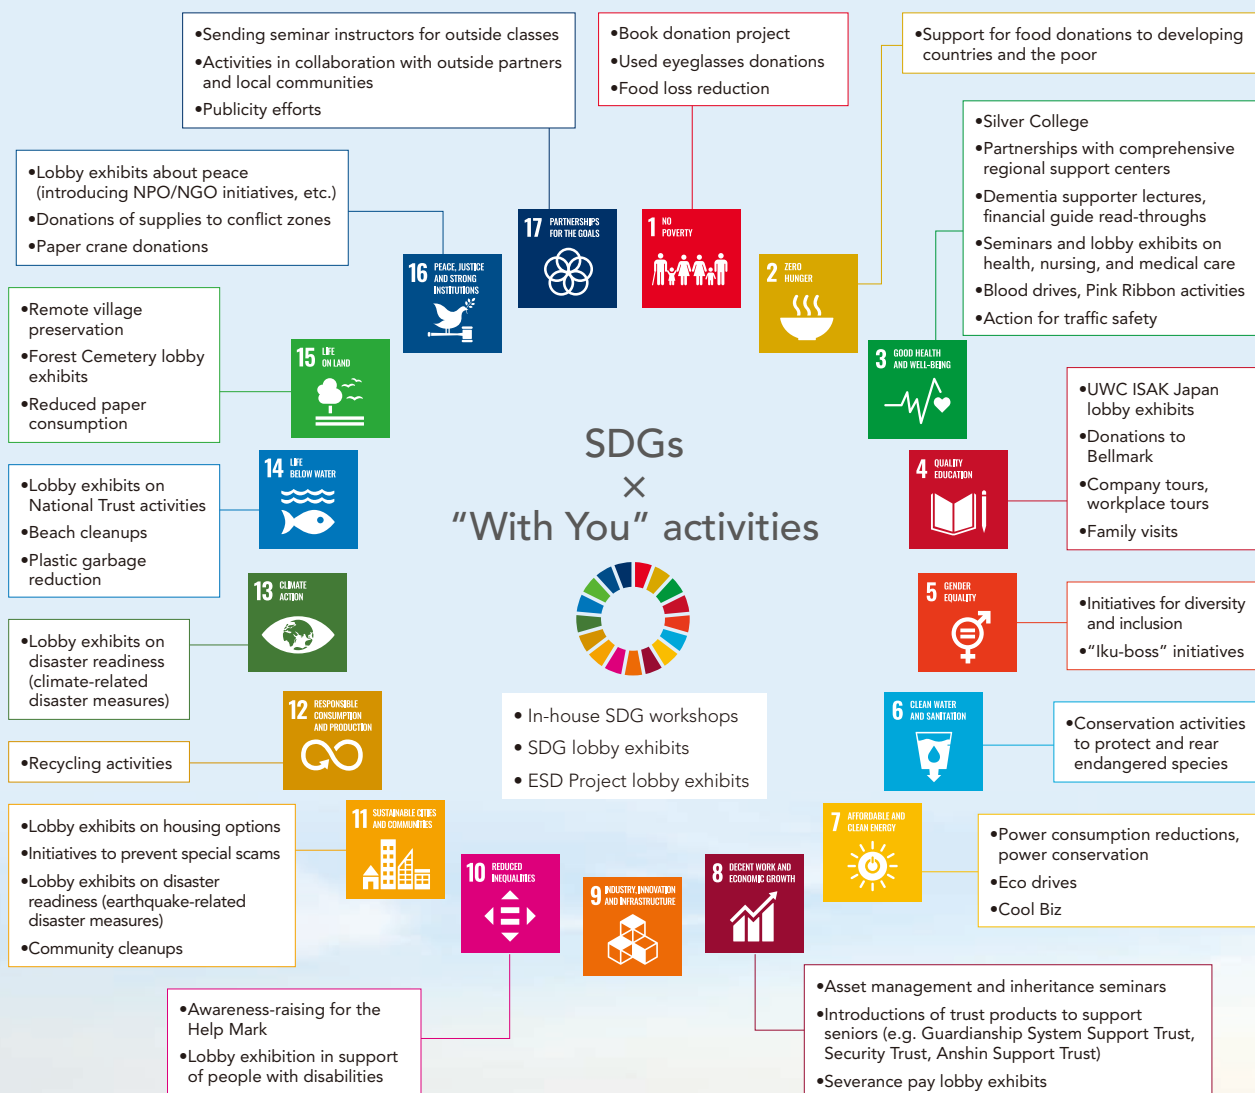 •Sending seminar instructors for outside classes
•Activities in collaboration with outside partners
and local communities
•Publicity efforts
•Book donation project
•Used eyeglasses donations
•Food loss reduction
•Support for food donations to developing
countries and the poor
•Silver College
•Partnerships with comprehensive
regional support centers
•Dementia supporter lectures,
financial guide read-throughs
•Seminars and lobby exhibits on
health, nursing, and medical care
•Blood drives, Pink Ribbon activities
•Action for traffic safety
•Lobby exhibits about peace
(introducing NPO/NGO initiatives, etc.)
•Donations of supplies to conflict zones
•Paper crane donations
17 PARTNERSHIPS
FOR THE GOALS
1 NO
POVERTY
16 PEACE, JUSTICE
AND STRONG
INSTITUTIONS
2 ZERO
HUNGER
•Remote village
preservation
•Forest Cemetery lobby
exhibits
•Reduced paper
consumption
15 LIFE
ON LAND
3 GOOD HEALTH
AND WELL-BEING
•UWC ISAK Japan
lobby exhibits
•Donations to
Bellmark
•Company tours,
workplace tours
•Family visits
SDGs
×
“With You” activities
14 LIFE
BELOW WATER
4 QUALITY
EDUCATION
•Lobby exhibits on
National Trust activities
•Beach cleanups
•Plastic garbage
reduction
13 CLIMATE
ACTION
5 GENDER
EQUALITY
•Initiatives for diversity
and inclusion
•“Iku-boss” initiatives
•Lobby exhibits on
disaster readiness
(climate-related
disaster measures)
12 RESPONSIBLE
CONSUMPTION
AND PRODUCTION
6 CLEAN WATER
AND SANITATION
• In-house SDG workshops
• SDG lobby exhibits
• ESD Project lobby exhibits
•Conservation activities
to protect and rear
endangered species
•Recycling activities
11 SUSTAINABLE CITIES
AND COMMUNITIES
7 AFFORDABLE AND
CLEAN ENERGY
•Lobby exhibits on housing options
•Initiatives to prevent special scams
•Lobby exhibits on disaster
readiness (earthquake-related
disaster measures)
•Community cleanups
•Power consumption reductions,
power conservation
•Eco drives
•Cool Biz
10 REDUCED
INEQUALITIES
9 INDUSTRY, INNOVATION
AND INFRASTRUCTURE
8 DECENT WORK AND
ECONOMIC GROWTH
•Awareness-raising for the
Help Mark
•Lobby exhibition in support
of people with disabilities
•Asset management and inheritance seminars
•Introductions of trust products to support
seniors (e.g. Guardianship System Support Trust,
Security Trust, Anshin Support Trust)
•Severance pay lobby exhibits